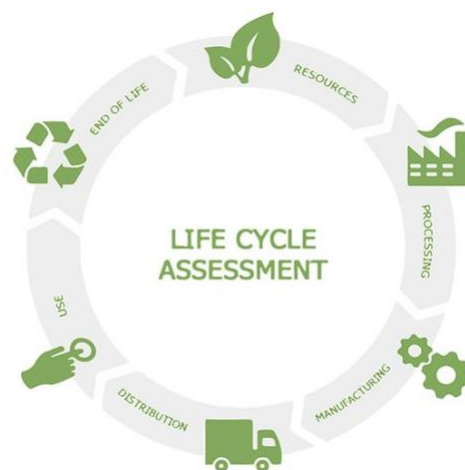 LIFE CYCLE
ASSESSMENT
RESOURCES
PROCESSING
MANUFACTURING
DISTRIBUTION
USE
END OF LIFE